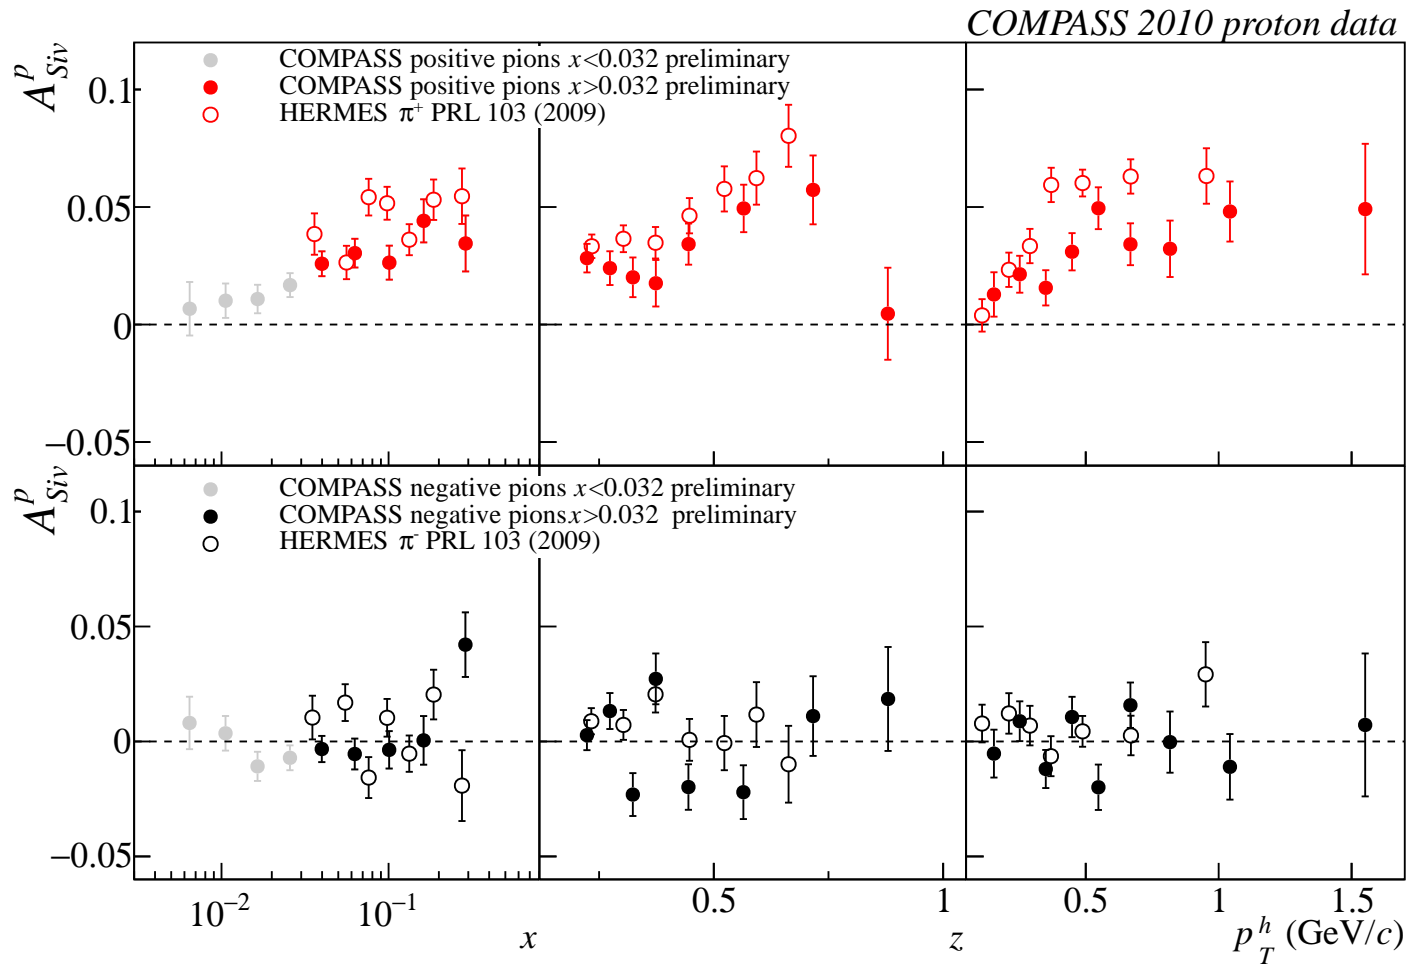 COMPASS 2010 proton data
A^p_Siv
COMPASS positive pions x<0.032 preliminary
COMPASS positive pions x>0.032 preliminary
HERMES π⁺ PRL 103 (2009)
0.1
0.05
0
−0.05
A^p_Siv
COMPASS negative pions x<0.032 preliminary
COMPASS negative pions x>0.032 preliminary
HERMES π⁻ PRL 103 (2009)
0.1
0.05
0
−0.05
10⁻² 10⁻¹ 0.5 1 0.5 1 1.5
x z p_T^h (GeV/c)